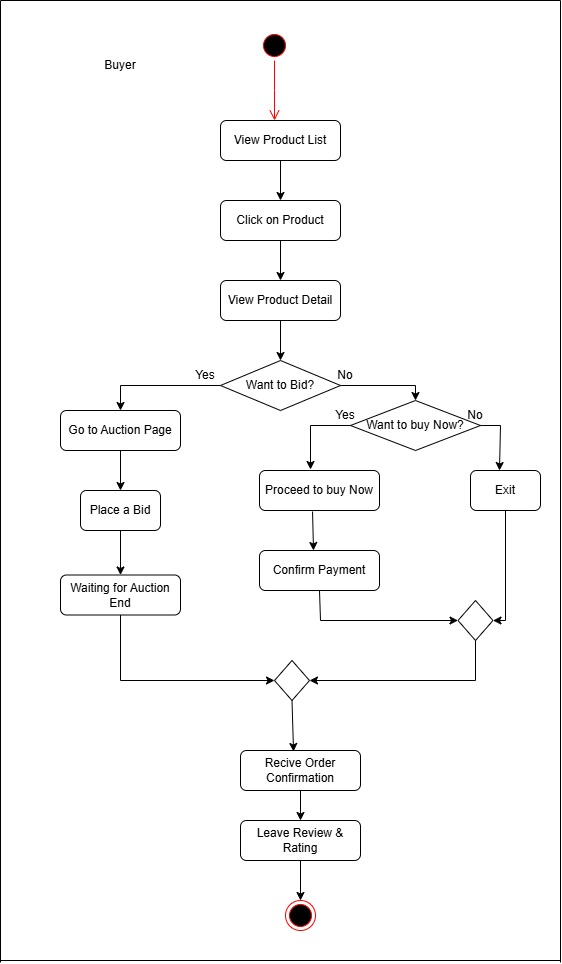 Buyer
View Product List
Click on Product
View Product Detail
Yes
Want to Bid?
No
Go to Auction Page
Yes
Want to buy Now?
No
Proceed to buy Now
Exit
Place a Bid
Confirm Payment
Waiting for Auction
End
Recive Order
Confirmation
Leave Review &
Rating